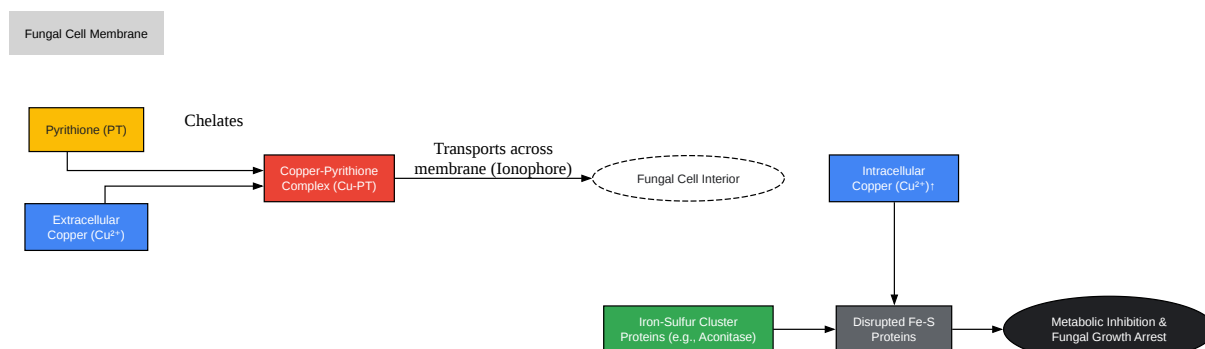 Fungal Cell Membrane
Pyrithione (PT)
Chelates
Extracellular
Copper (Cu²⁺)
Copper-Pyrithione
Complex (Cu-PT)
Transports across
membrane (Ionophore)
Fungal Cell Interior
Intracellular
Copper (Cu²⁺)↑
Iron-Sulfur Cluster
Proteins (e.g., Aconitase)
Disrupted Fe-S
Proteins
Metabolic Inhibition &
Fungal Growth Arrest